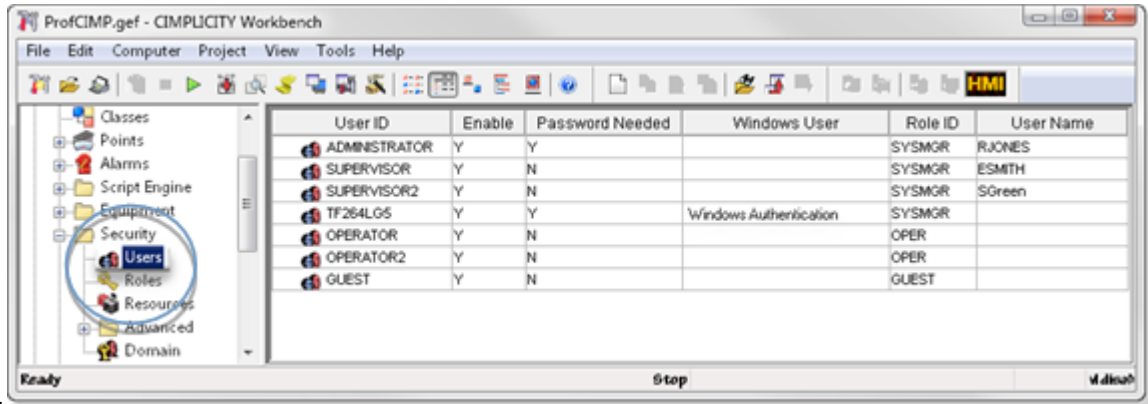 ProfCIMP.gef - CIMPLICITY Workbench
File Edit Computer Project View Tools Help
HMI
Classes
Points
Alarms
Script Engine
Equipment
Security
Users
Roles
Resources
Advanced
Domain
User ID Enable Password Needed Windows User Role ID User Name
ADMINISTRATOR Y Y SYSMGR RJONES
SUPERVISOR Y N SYSMGR ESMITH
SUPERVISOR2 Y N SYSMGR SGreen
TF264LG5 Y Y Windows Authentication SYSMGR
OPERATOR Y N OPER
OPERATOR2 Y N OPER
GUEST Y N GUEST
Ready Stop